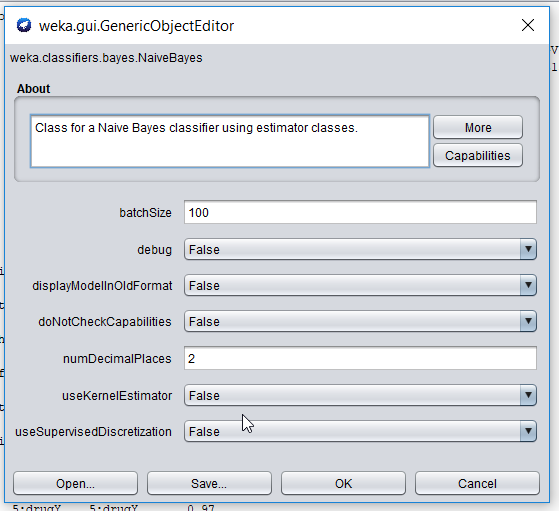 weka.gui.GenericObjectEditor
weka.classifiers.bayes.NaiveBayes
About
Class for a Naive Bayes classifier using estimator classes.
More
Capabilities
batchSize 100
debug False
displayModelInOldFormat False
doNotCheckCapabilities False
numDecimalPlaces 2
useKernelEstimator False
useSupervisedDiscretization False
Open... Save... OK Cancel
5:drugY 5:drugY 0.97